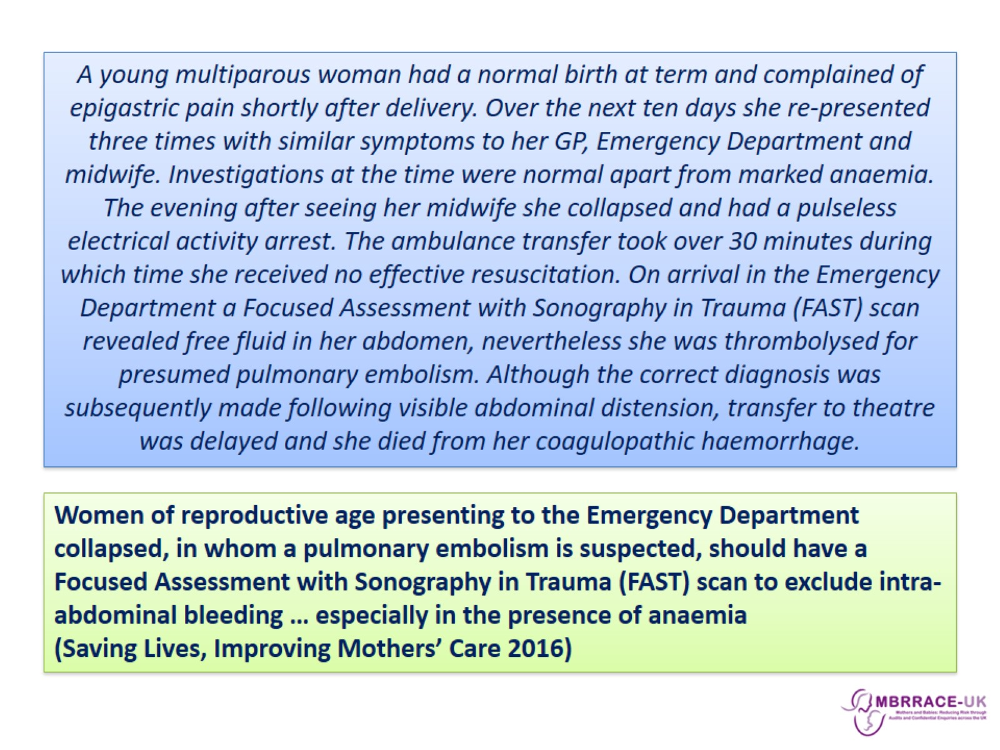 A young multiparous woman had a normal birth at term and complained of
epigastric pain shortly after delivery. Over the next ten days she re-presented
three times with similar symptoms to her GP, Emergency Department and
midwife. Investigations at the time were normal apart from marked anaemia.
The evening after seeing her midwife she collapsed and had a pulseless
electrical activity arrest. The ambulance transfer took over 30 minutes during
which time she received no effective resuscitation. On arrival in the Emergency
Department a Focused Assessment with Sonography in Trauma (FAST) scan
revealed free fluid in her abdomen, nevertheless she was thrombolysed for
presumed pulmonary embolism. Although the correct diagnosis was
subsequently made following visible abdominal distension, transfer to theatre
was delayed and she died from her coagulopathic haemorrhage.
Women of reproductive age presenting to the Emergency Department
collapsed, in whom a pulmonary embolism is suspected, should have a
Focused Assessment with Sonography in Trauma (FAST) scan to exclude intra-
abdominal bleeding ... especially in the presence of anaemia
(Saving Lives, Improving Mothers’ Care 2016)
MBRRACE-UK
Mothers and Babies: Reducing Risk through
Audits and Confidential Enquiries across the UK